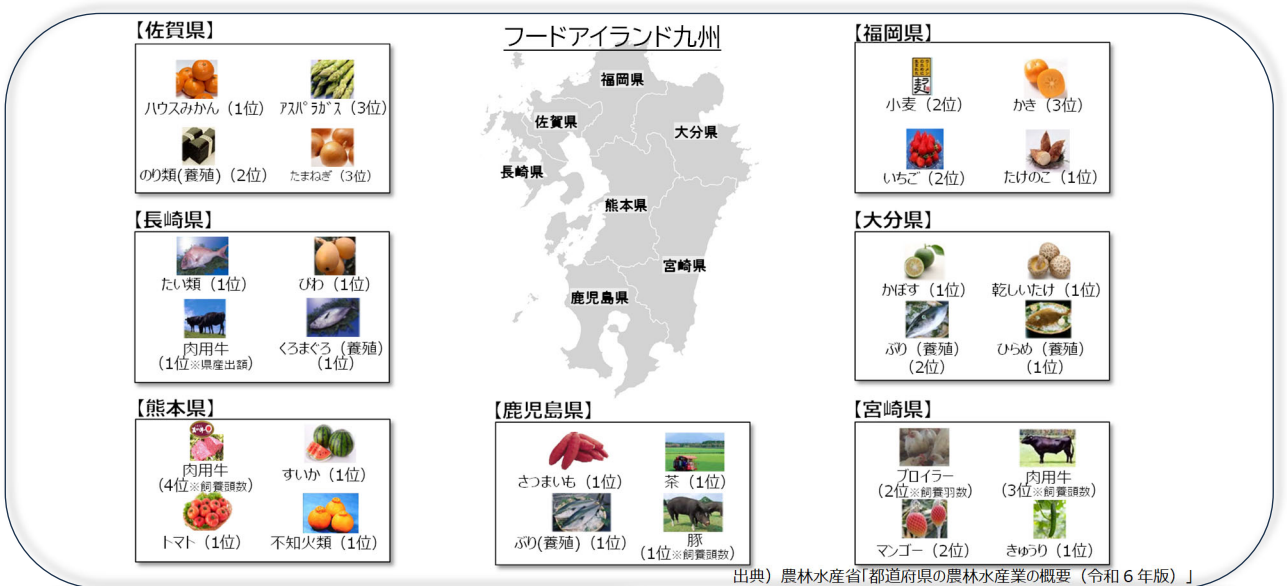 フードアイランド九州
福岡県
佐賀県
大分県
長崎県
熊本県
宮崎県
鹿児島県
【佐賀県】
ハウスみかん（1位） ｱｽﾊﾟﾗｶﾞｽ（3位）
のり類(養殖)（2位） たまねぎ（3位）
【長崎県】
たい類（1位） びわ（1位）
肉用牛
（1位※県産出額）
くろまぐろ（養殖）
（1位）
【熊本県】
肉用牛
（4位※飼養頭数）
すいか（1位）
トマト（1位） 不知火類（1位）
【鹿児島県】
さつまいも（1位） 茶（1位）
ぶり(養殖)（1位）
豚
（1位※飼養頭数）
【福岡県】
小麦（2位） かき（3位）
いちご（2位） たけのこ（1位）
【大分県】
かぼす（1位） 乾しいたけ（1位）
ぶり（養殖）
（2位）
ひらめ（養殖）
（1位）
【宮崎県】
ブロイラー
（2位※飼養羽数）
肉用牛
（3位※飼養頭数）
マンゴー（2位） きゅうり（1位）
出典）農林水産省｢都道府県の農林水産業の概要（令和６年版）｣